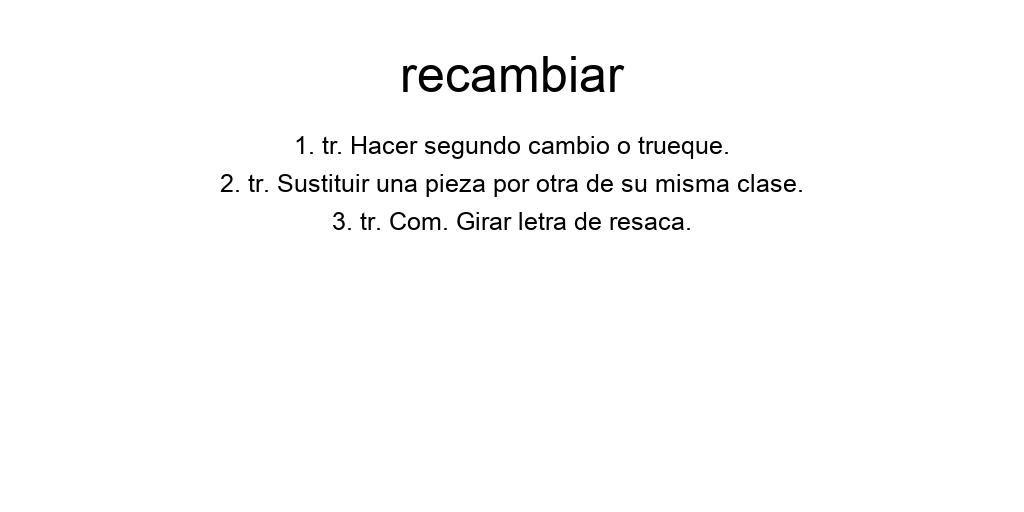 recambiar
1. tr. Hacer segundo cambio o trueque.
2. tr. Sustituir una pieza por otra de su misma clase.
3. tr. Com. Girar letra de resaca.